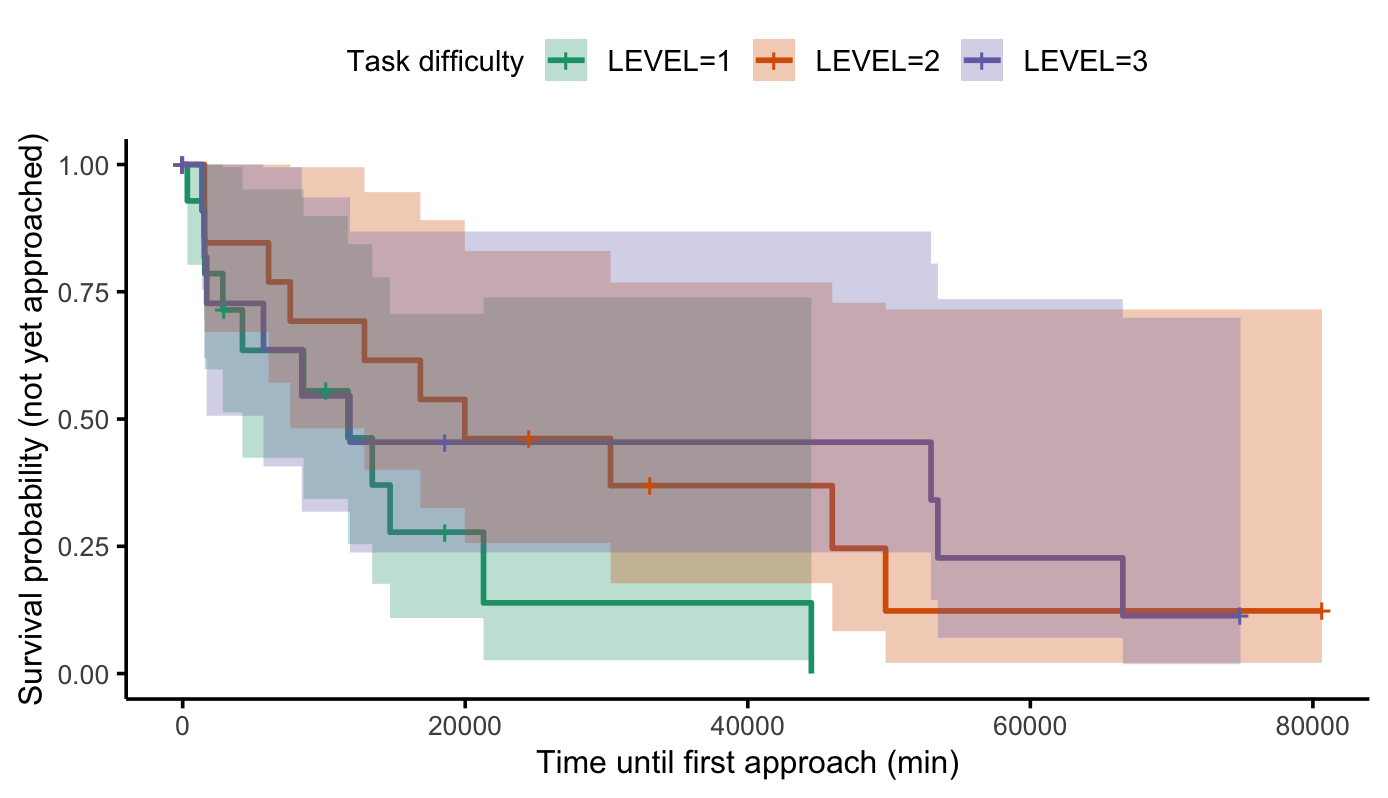 Task difficulty LEVEL=1 LEVEL=2 LEVEL=3
Survival probability (not yet approached)
1.00
0.75
0.50
0.25
0.00
0 20000 40000 60000 80000
Time until first approach (min)